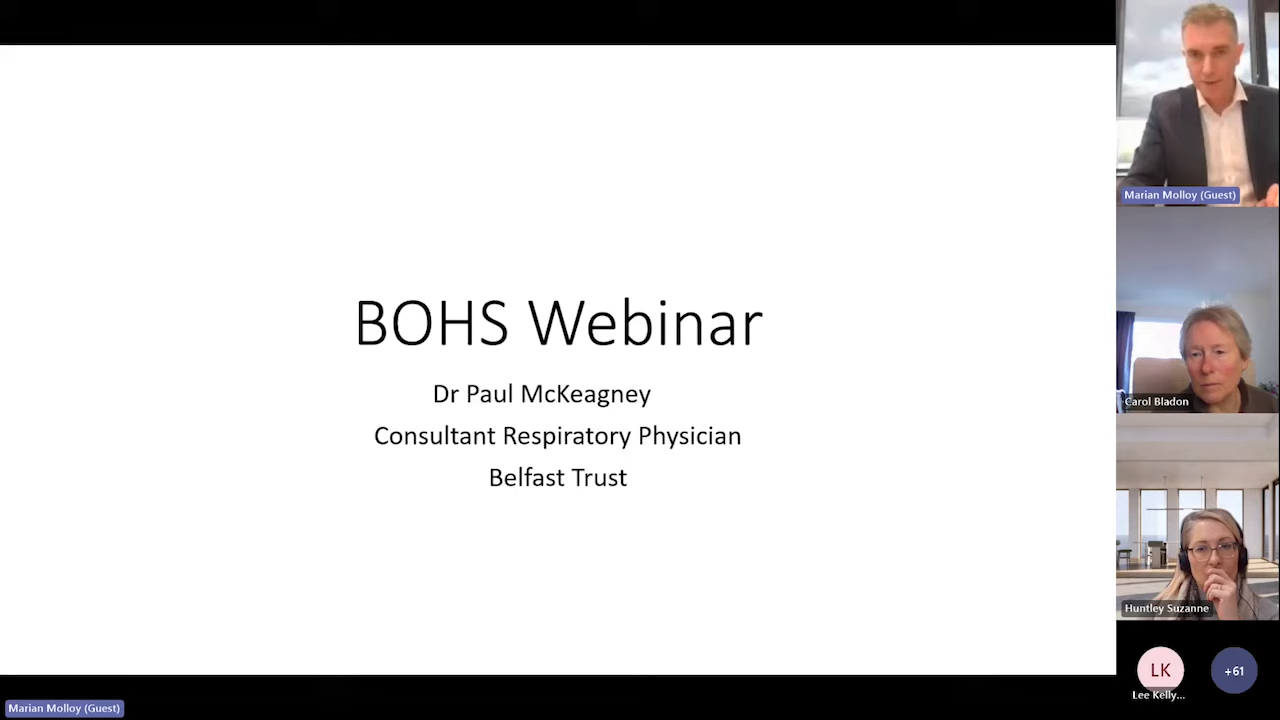 BOHS Webinar
Dr Paul McKeagney
Consultant Respiratory Physician
Belfast Trust
Marian Molloy (Guest)
Carol Bladon
Huntley Suzanne
LK
+61
Lee Kelly...
Marian Molloy (Guest)